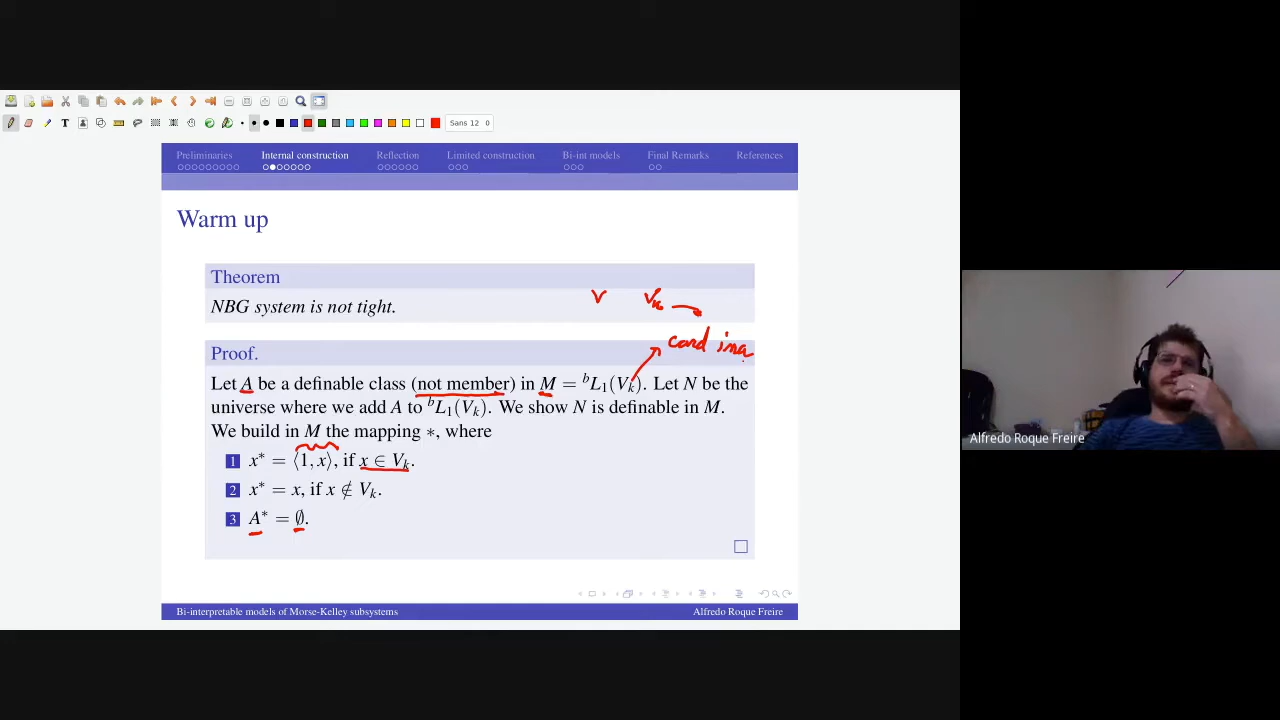 Sans 12 0
Preliminaries Internal construction Reflection Limited construction Bi-int models Final Remarks References
Warm up
Theorem
NBG system is not tight.
V Vκ
card ina
Proof.
Let A be a definable class (not member) in M = ᵇL₁(Vₖ). Let N be the
universe where we add A to ᵇL₁(Vₖ). We show N is definable in M.
We build in M the mapping ∗, where
1 x* = ⟨1, x⟩, if x ∈ Vₖ.
2 x* = x, if x ∉ Vₖ.
3 A* = ∅.
Bi-interpretable models of Morse-Kelley subsystems Alfredo Roque Freire
Alfredo Roque Freire